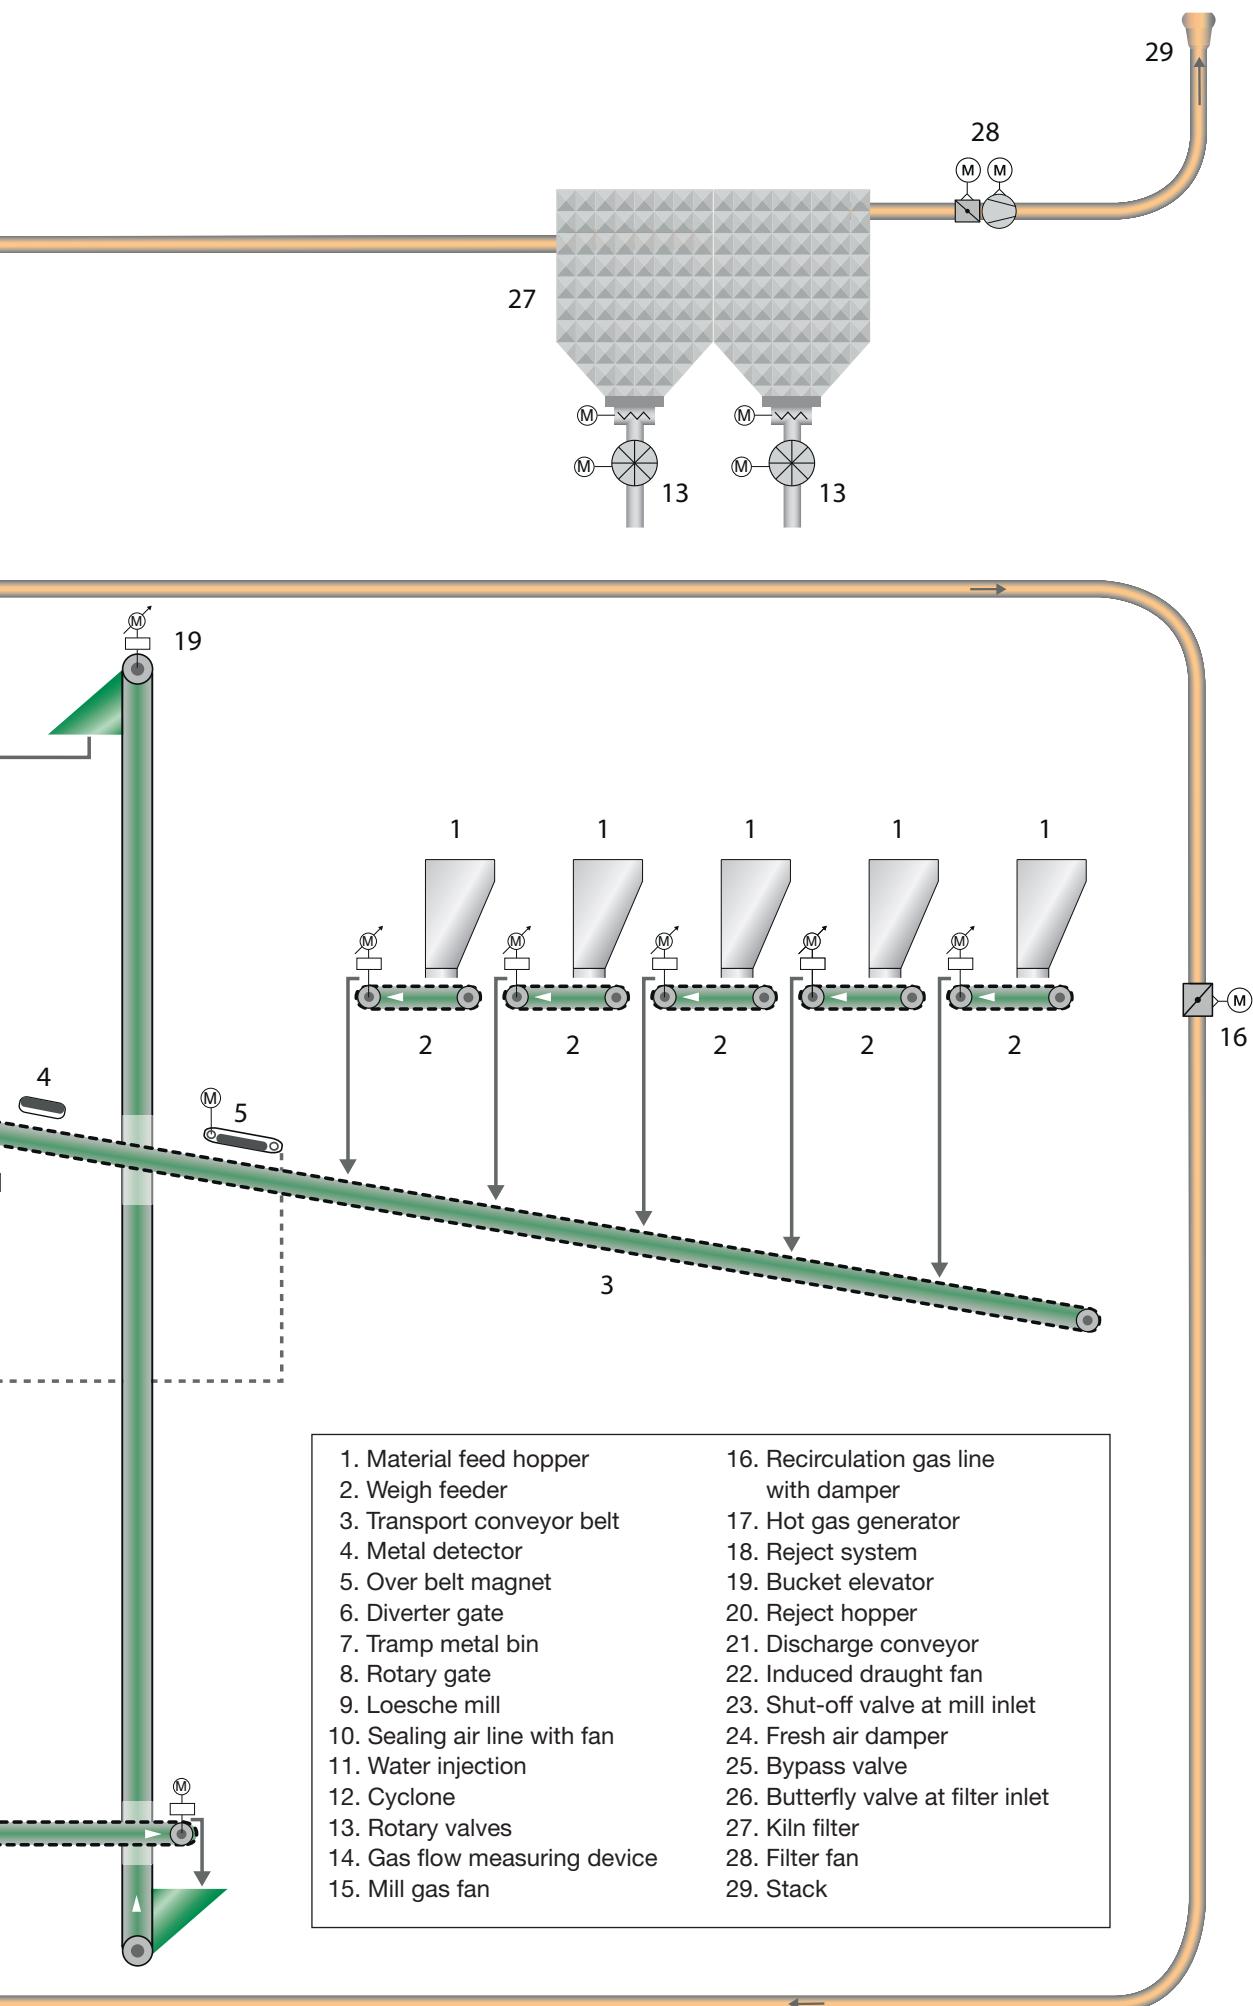 29
28
M M
27
M M
M M
13 13
M
19
1 1 1 1 1
M M M M M
M
16
2 2 2 2 2
4
M
5
3
1. Material feed hopper
2. Weigh feeder
3. Transport conveyor belt
4. Metal detector
5. Over belt magnet
6. Diverter gate
7. Tramp metal bin
8. Rotary gate
9. Loesche mill
10. Sealing air line with fan
11. Water injection
12. Cyclone
13. Rotary valves
14. Gas flow measuring device
15. Mill gas fan
16. Recirculation gas line
with damper
17. Hot gas generator
18. Reject system
19. Bucket elevator
20. Reject hopper
21. Discharge conveyor
22. Induced draught fan
23. Shut-off valve at mill inlet
24. Fresh air damper
25. Bypass valve
26. Butterfly valve at filter inlet
27. Kiln filter
28. Filter fan
29. Stack
M